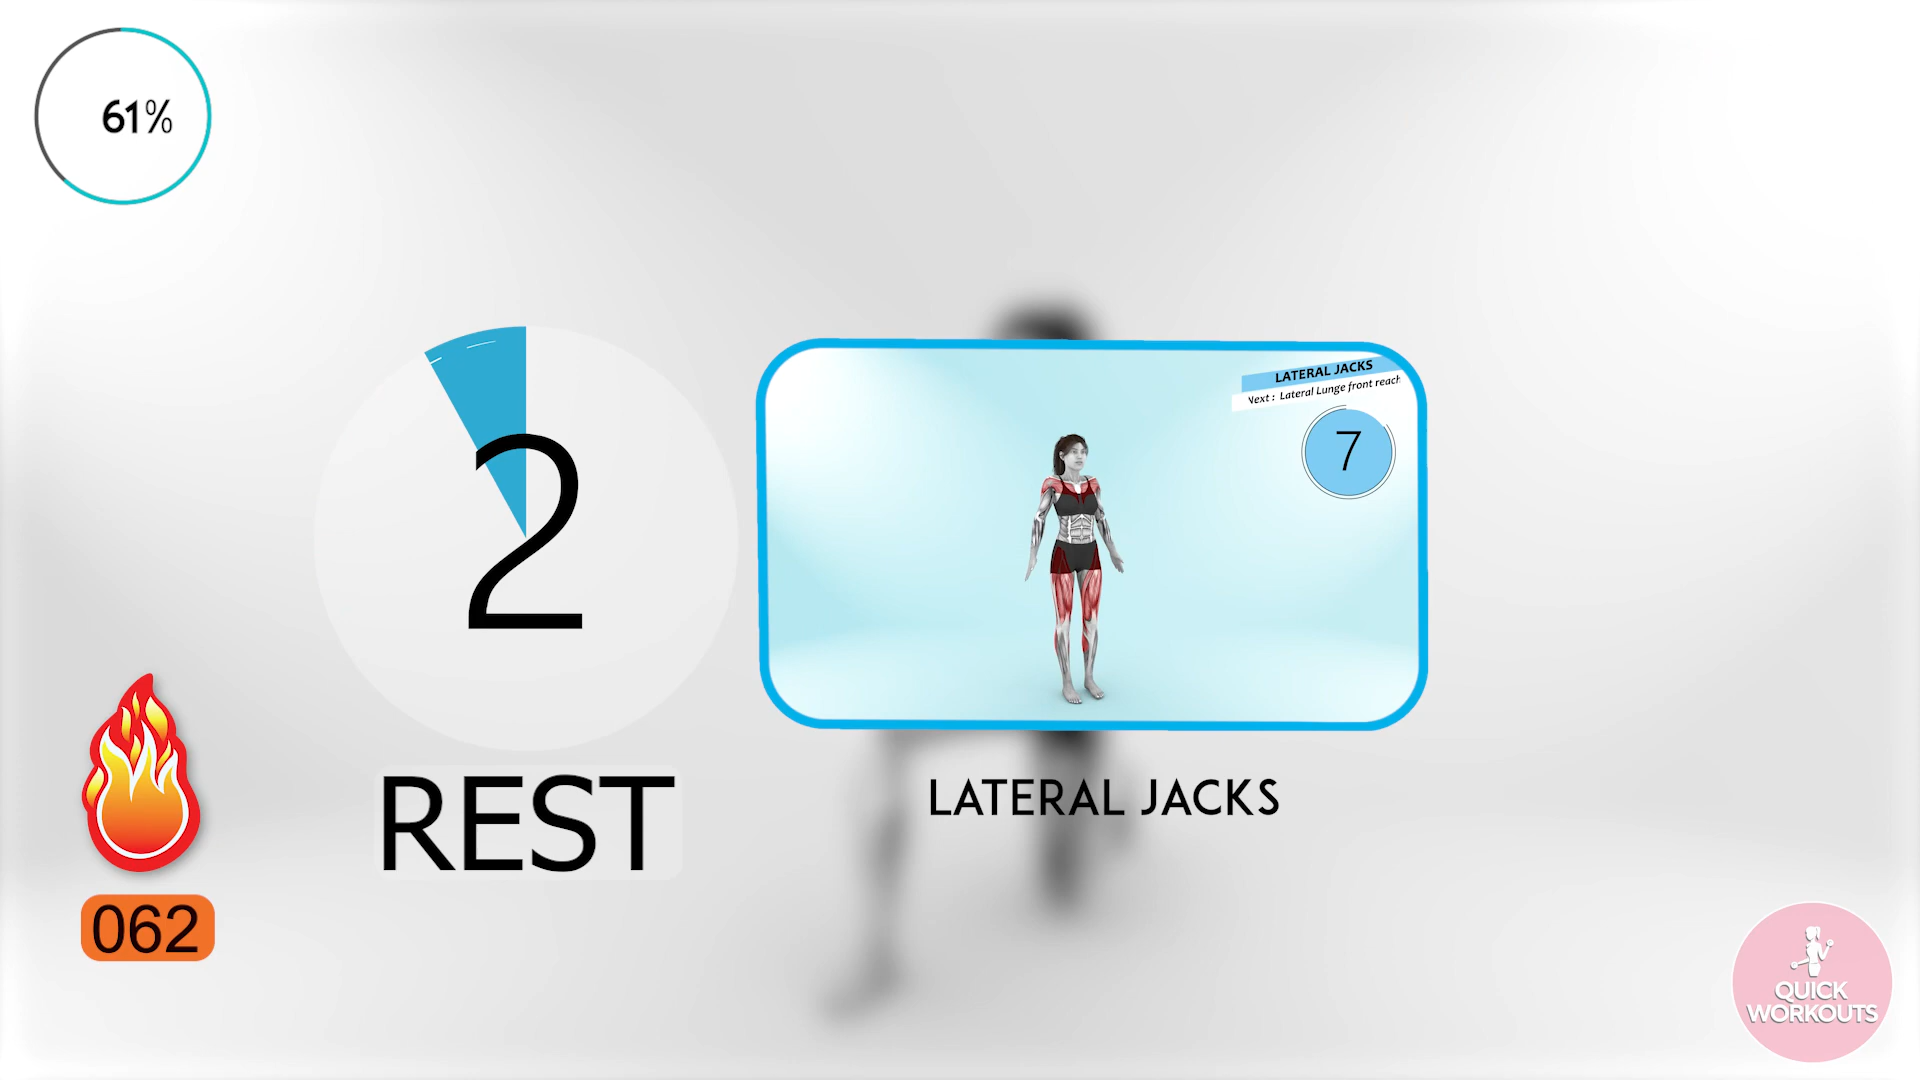 61%
LATERAL JACKS
Next : Lateral Lunge front reach
7
2
REST
LATERAL JACKS
062
QUICK
WORKOUTS